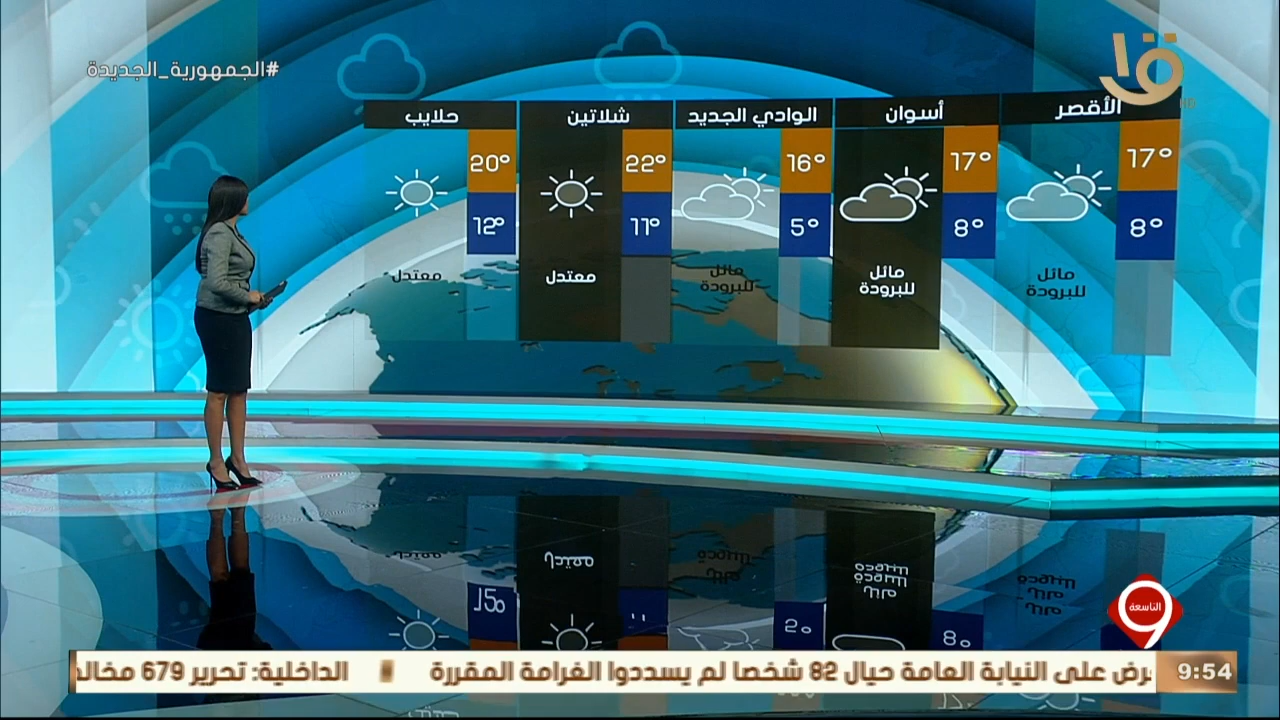 #الجمهورية_الجديدة
الأقصر
17°
8°
مائل
للبرودة
أسوان
17°
8°
مائل
للبرودة
الوادي الجديد
16°
5°
مائل
للبرودة
شلاتين
22°
11°
معتدل
حلايب
20°
12°
معتدل
HD
التاسعة
9
9:54
على النيابة العامة حيال 82 شخصا لم يسددوا الغرامة المقررة
الداخلية: تحرير 679